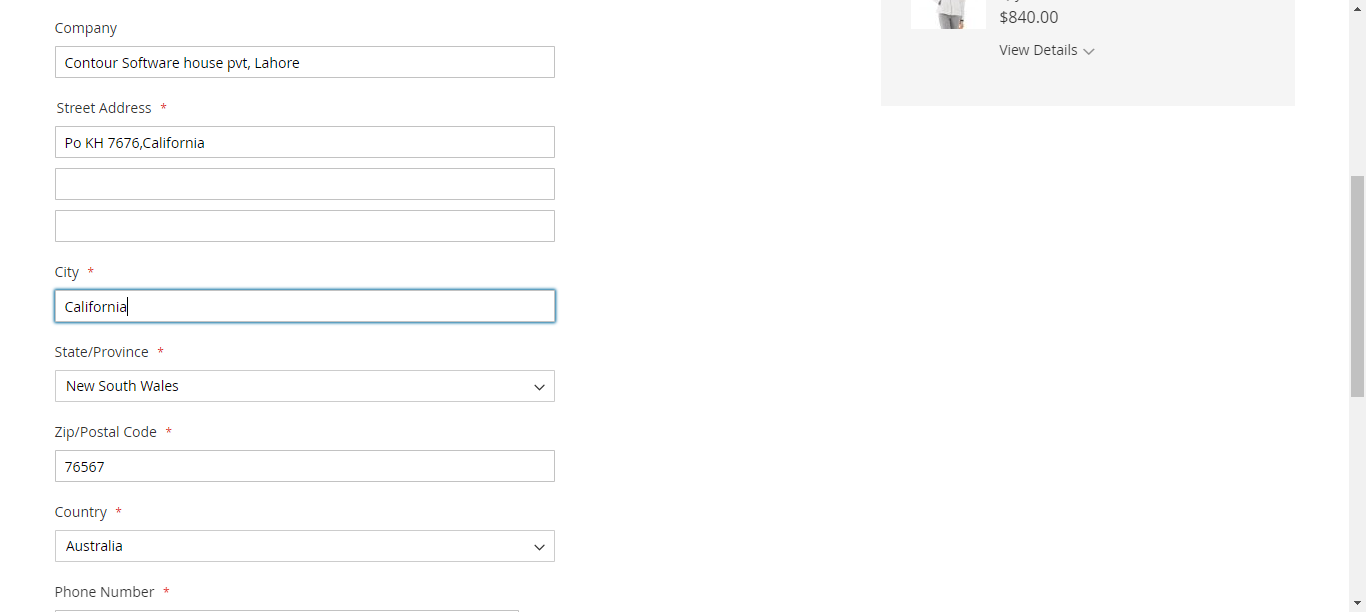 Company
Contour Software house pvt, Lahore
Street Address *
Po KH 7676,California
City *
California
State/Province *
New South Wales
Zip/Postal Code *
76567
Country *
Australia
Phone Number *
$840.00
View Details